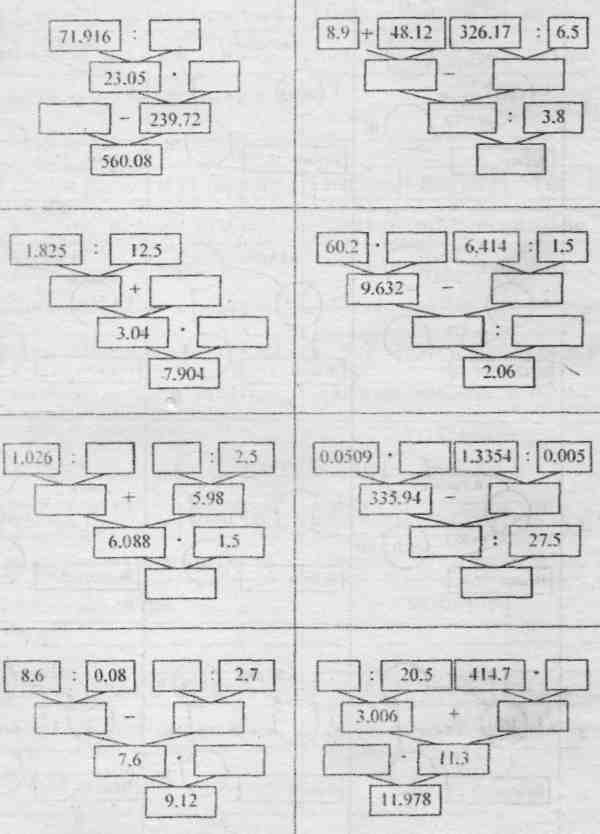 71.916 :
23.05 ·
− 239.72
560.08
8.9 + 48.12 326.17 : 6.5
−
: 3.8
1.825 : 12.5
+
3.04 ·
7.904
60.2 · 6.414 : 1.5
9.632 −
:
2.06
1.026 : : 2.5
+ 5.98
6.088 · 1.5
0.0509 · 1.3354 : 0.005
335.94 −
: 27.5
8.6 : 0.08 : 2.7
−
7.6 ·
9.12
: 20.5 414.7 ·
3.006 +
· 11.3
11.978